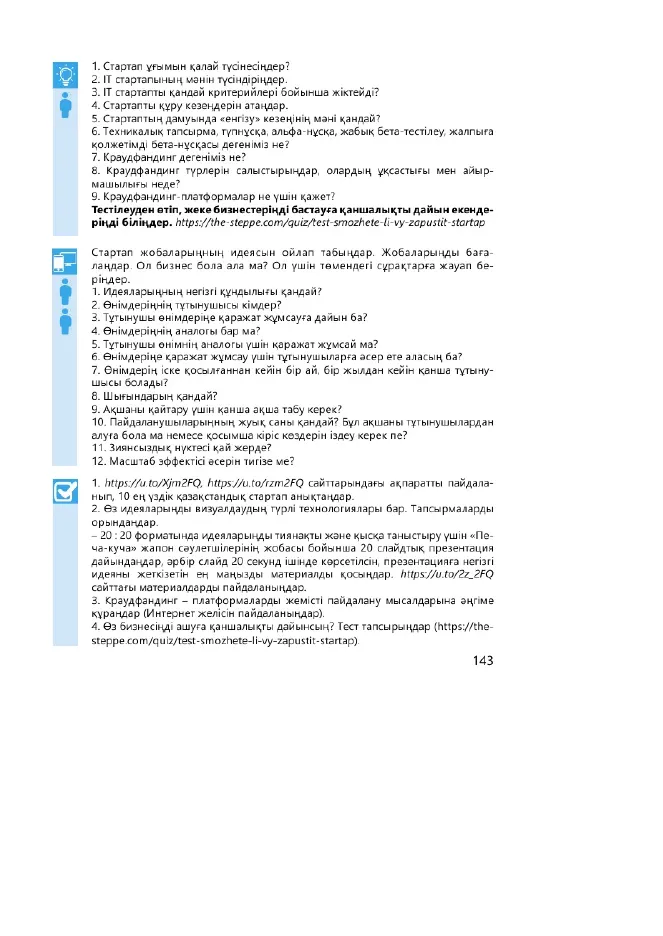 1. Стартап ұғымын қалай түсінесіңдер?
2. IT стартапының мәнін түсіндіріңдер.
3. IT стартапты қандай критерийлері бойынша жіктейді?
4. Стартапты құру кезеңдерін атаңдар.
5. Стартаптың дамуында «енгізу» кезеңінің мәні қандай?
6. Техникалық тапсырма, түпнұсқа, альфа-нұсқа, жабық бета-тестілеу, жалпыға
қолжетімді бета-нұсқасы дегеніміз не?
7. Краудфандинг дегеніміз не?
8. Краудфандинг түрлерін салыстырыңдар, олардың ұқсастығы мен айыр-
машылығы неде?
9. Краудфандинг-платформалар не үшін қажет?
Тестілеуден өтіп, жеке бизнестеріңді бастауға қаншалықты дайын екенде-
ріңді біліңдер. https://the-steppe.com/quiz/test-smozhete-li-vy-zapustit-startap
Стартап жобаларыңның идеясын ойлап табыңдар. Жобаларыңды баға-
лаңдар. Ол бизнес бола ала ма? Ол үшін төмендегі сұрақтарға жауап бе-
ріңдер.
1. Идеяларыңның негізгі құндылығы қандай?
2. Өнімдеріңнің тұтынушысы кімдер?
3. Тұтынушы өнімдеріңе қаражат жұмсауға дайын ба?
4. Өнімдеріңнің аналогы бар ма?
5. Тұтынушы өнімнің аналогы үшін қаражат жұмсай ма?
6. Өнімдеріңе қаражат жұмсау үшін тұтынушыларға әсер ете аласың ба?
7. Өнімдерің іске қосылғаннан кейін бір ай, бір жылдан кейін қанша тұтыну-
шысы болады?
8. Шығындарың қандай?
9. Ақшаны қайтару үшін қанша ақша табу керек?
10. Пайдаланушыларыңның жуық саны қандай? Бұл ақшаны тұтынушылардан
алуға бола ма немесе қосымша кіріс көздерін іздеу керек пе?
11. Зиянсыздық нүктесі қай жерде?
12. Масштаб эффектісі әсерін тигізе ме?
1. https://u.to/Xjm2FQ, https://u.to/rzm2FQ сайттарындағы ақпаратты пайдала-
нып, 10 ең үздік қазақстандық стартап анықтаңдар.
2. Өз идеяларыңды визуалдаудың түрлі технологиялары бар. Тапсырмаларды
орындаңдар.
– 20 : 20 форматында идеяларыңды тиянақты және қысқа таныстыру үшін «Пе-
ча-куча» жапон сәулетшілерінің жобасы бойынша 20 слайдтық презентация
дайындаңдар, әрбір слайд 20 секунд ішінде көрсетілсін, презентацияға негізгі
идеяны жеткізетін ең маңызды материалды қосыңдар. https://u.to/2z_2FQ
сайттағы материалдарды пайдаланыңдар.
3. Краудфандинг – платформаларды жемісті пайдалану мысалдарына әңгіме
құраңдар (Интернет желісін пайдаланыңдар).
4. Өз бизнесіңді ашуға қаншалықты дайынсың? Тест тапсырыңдар (https://the-
steppe.com/quiz/test-smozhete-li-vy-zapustit-startap).
143